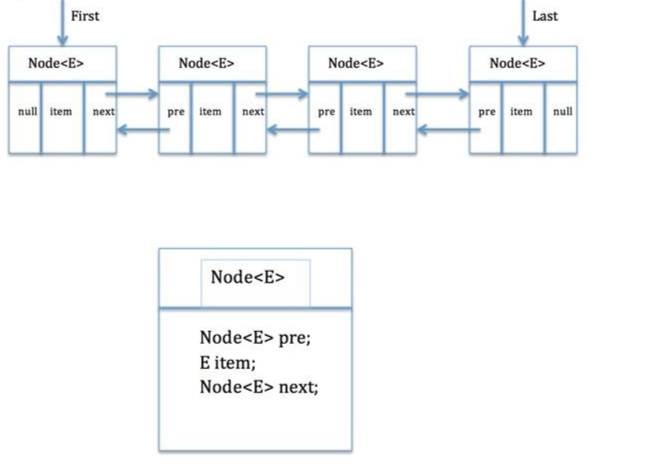 First
Last
Node<E>
Node<E>
Node<E>
Node<E>
null item next
pre item next
pre item next
pre item null
Node<E>
Node<E> pre;
E item;
Node<E> next;